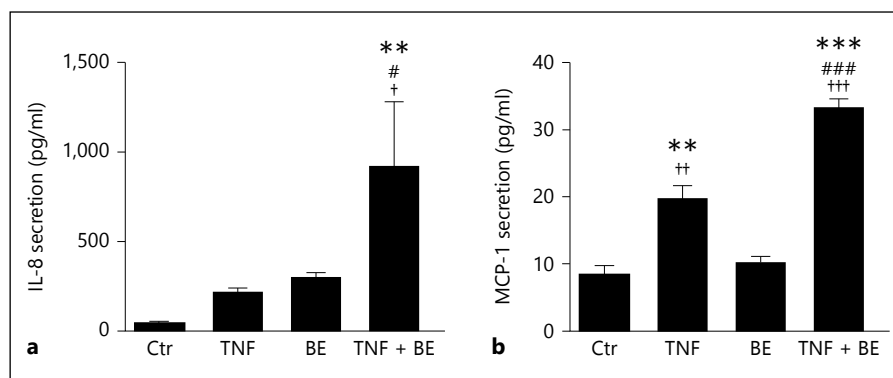 IL-8 secretion (pg/ml)
1,500
1,000
500
0
**
#
†
Ctr
TNF
BE
TNF + BE
a
MCP-1 secretion (pg/ml)
40
30
20
10
0
**
††
***
###
†††
Ctr
TNF
BE
TNF + BE
b